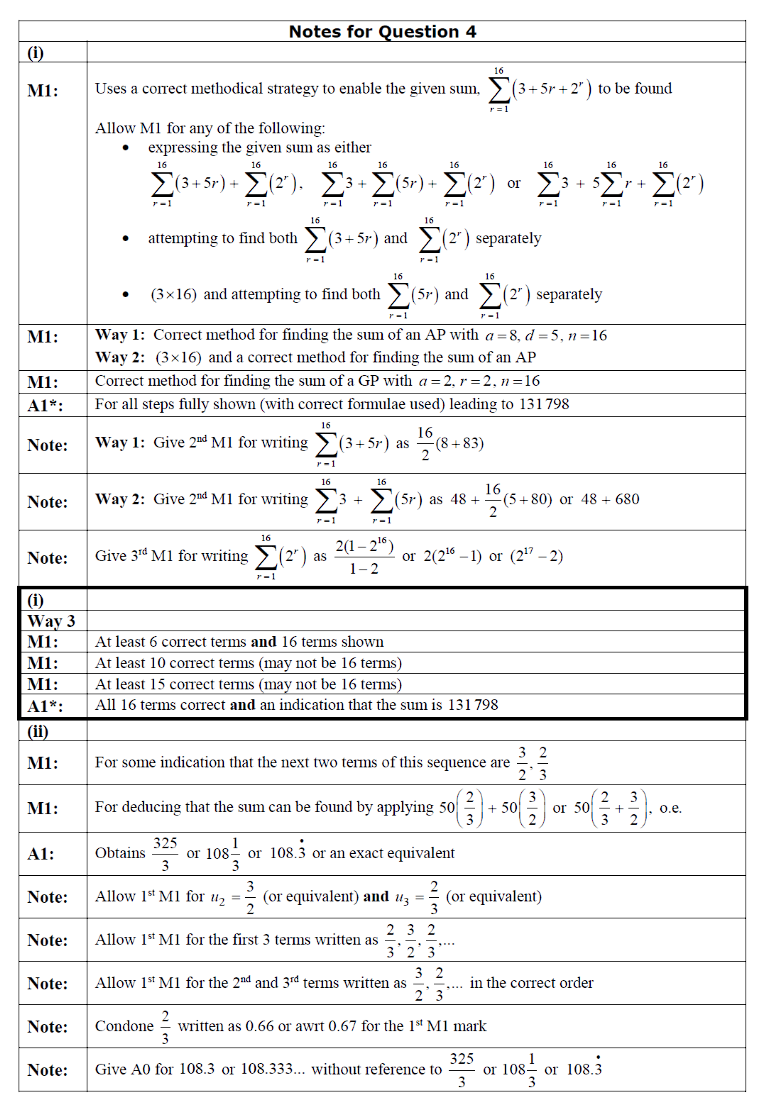 Notes for Question 4
(i)
M1: Uses a correct methodical strategy to enable the given sum, $\sum_{r=1}^{16}(3+5r+2^r)$ to be found
Allow M1 for any of the following:
• expressing the given sum as either
$\sum_{r=1}^{16}(3+5r)+\sum_{r=1}^{16}(2^r)$, $\sum_{r=1}^{16}3+\sum_{r=1}^{16}(5r)+\sum_{r=1}^{16}(2^r)$ or $\sum_{r=1}^{16}3+5\sum_{r=1}^{16}r+\sum_{r=1}^{16}(2^r)$
• attempting to find both $\sum_{r=1}^{16}(3+5r)$ and $\sum_{r=1}^{16}(2^r)$ separately
• (3×16) and attempting to find both $\sum_{r=1}^{16}(5r)$ and $\sum_{r=1}^{16}(2^r)$ separately
M1: Way 1: Correct method for finding the sum of an AP with a = 8, d = 5, n = 16
Way 2: (3×16) and a correct method for finding the sum of an AP
M1: Correct method for finding the sum of a GP with a = 2, r = 2, n = 16
A1*: For all steps fully shown (with correct formulae used) leading to 131798
Note: Way 1: Give 2nd M1 for writing $\sum_{r=1}^{16}(3+5r)$ as $\frac{16}{2}(8+83)$
Note: Way 2: Give 2nd M1 for writing $\sum_{r=1}^{16}3+\sum_{r=1}^{16}(5r)$ as $48+\frac{16}{2}(5+80)$ or 48 + 680
Note: Give 3rd M1 for writing $\sum_{r=1}^{16}(2^r)$ as $\frac{2(1-2^{16})}{1-2}$ or $2(2^{16}-1)$ or $(2^{17}-2)$
(i)
Way 3
M1: At least 6 correct terms and 16 terms shown
M1: At least 10 correct terms (may not be 16 terms)
M1: At least 15 correct terms (may not be 16 terms)
A1*: All 16 terms correct and an indication that the sum is 131798
(ii)
M1: For some indication that the next two terms of this sequence are $\frac{3}{2},\frac{2}{3}$
M1: For deducing that the sum can be found by applying $50\left(\frac{2}{3}\right)+50\left(\frac{3}{2}\right)$ or $50\left(\frac{2}{3}+\frac{3}{2}\right)$, o.e.
A1: Obtains $\frac{325}{3}$ or $108\frac{1}{3}$ or $108.\dot{3}$ or an exact equivalent
Note: Allow 1st M1 for $u_2=\frac{3}{2}$ (or equivalent) and $u_3=\frac{2}{3}$ (or equivalent)
Note: Allow 1st M1 for the first 3 terms written as $\frac{2}{3},\frac{3}{2},\frac{2}{3},...$
Note: Allow 1st M1 for the 2nd and 3rd terms written as $\frac{3}{2},\frac{2}{3},...$ in the correct order
Note: Condone $\frac{2}{3}$ written as 0.66 or awrt 0.67 for the 1st M1 mark
Note: Give A0 for 108.3 or 108.333... without reference to $\frac{325}{3}$ or $108\frac{1}{3}$ or $108.\dot{3}$